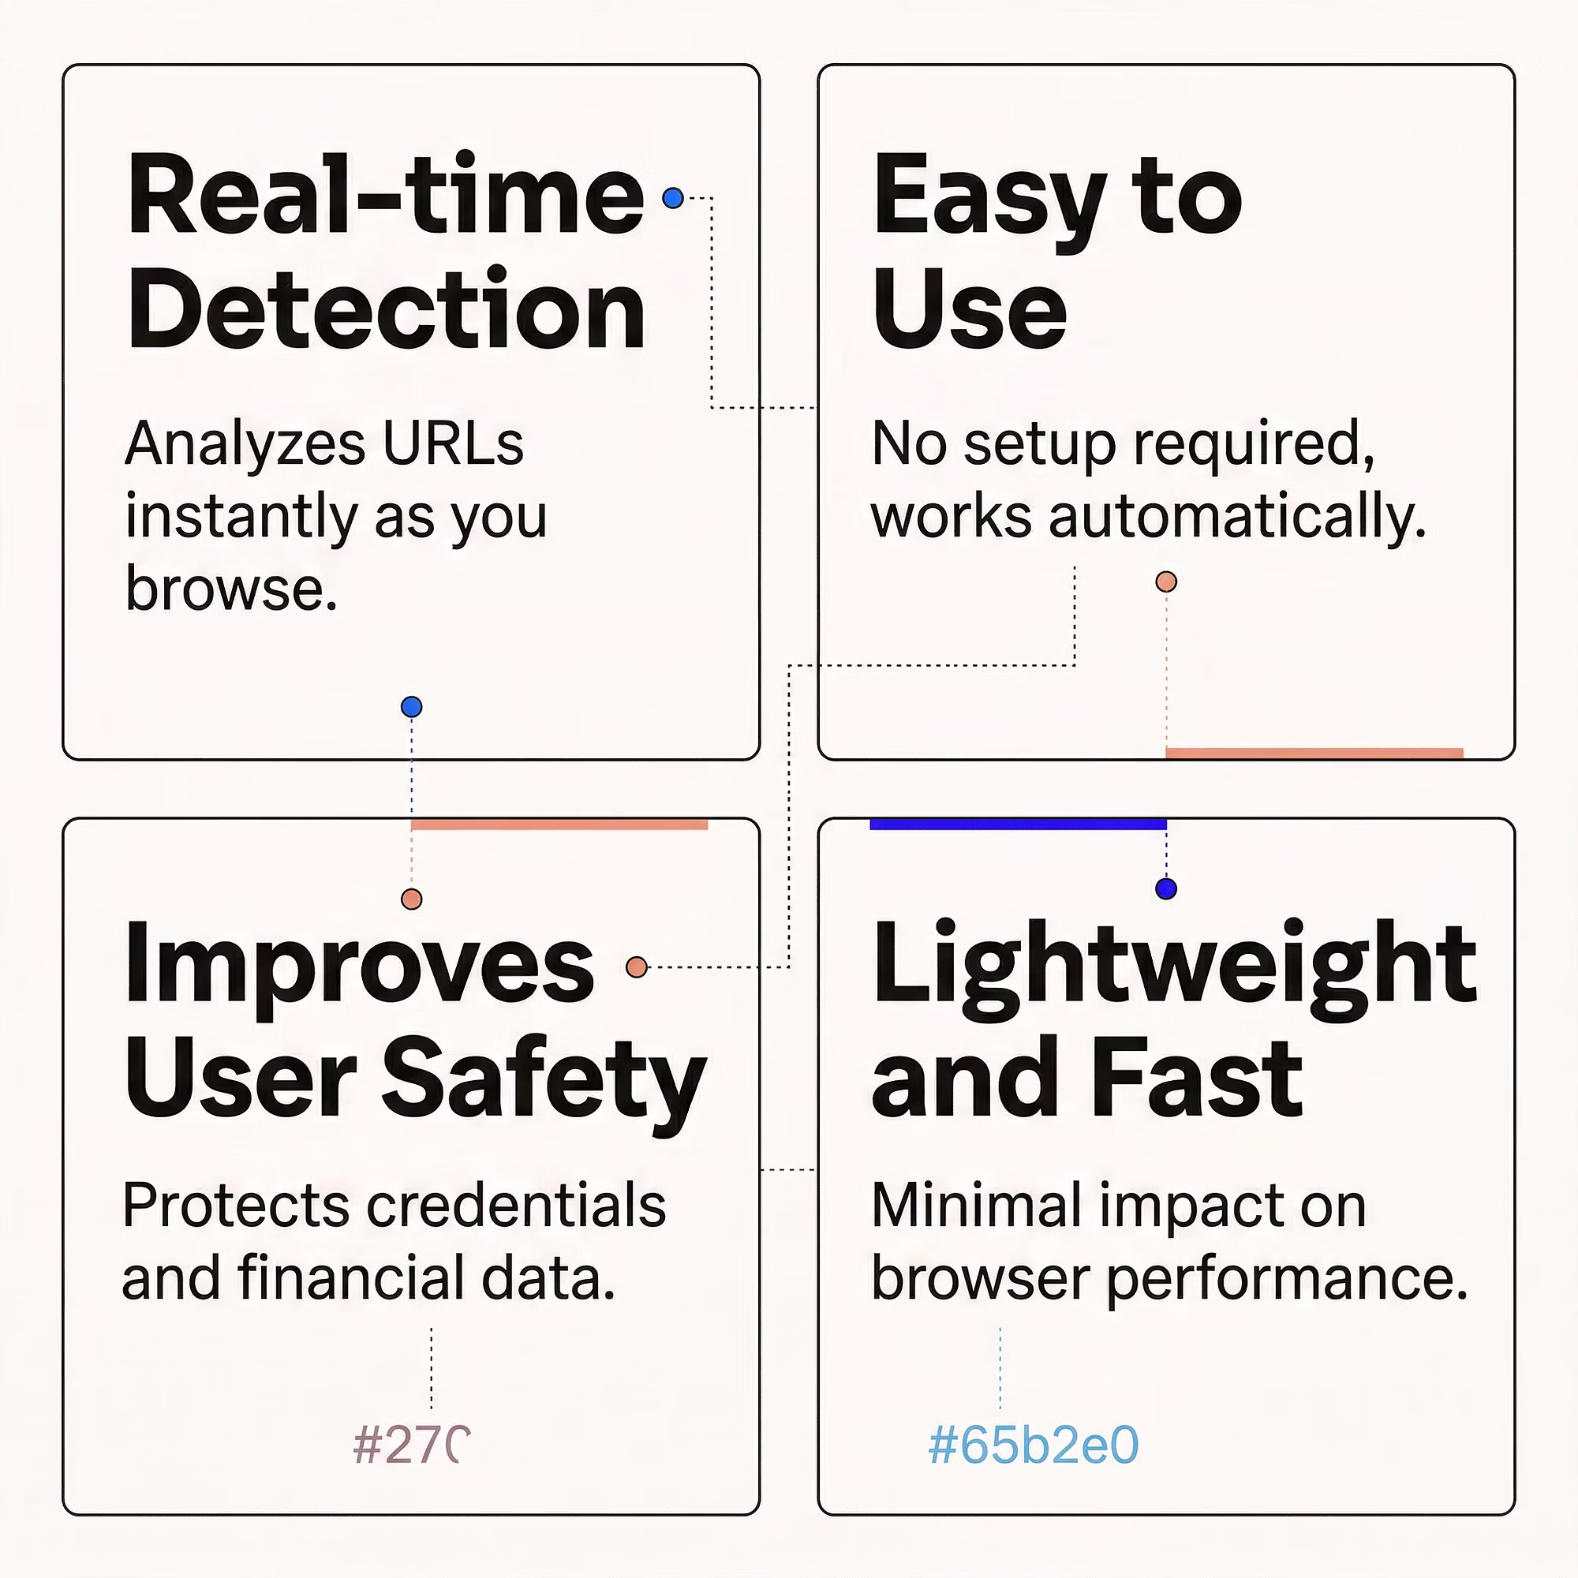 Real-time
Detection
Analyzes URLs
instantly as you
browse.
Easy to
Use
No setup required,
works automatically.
Improves
User Safety
Protects credentials
and financial data.
Lightweight
and Fast
Minimal impact on
browser performance.
#65b2e0